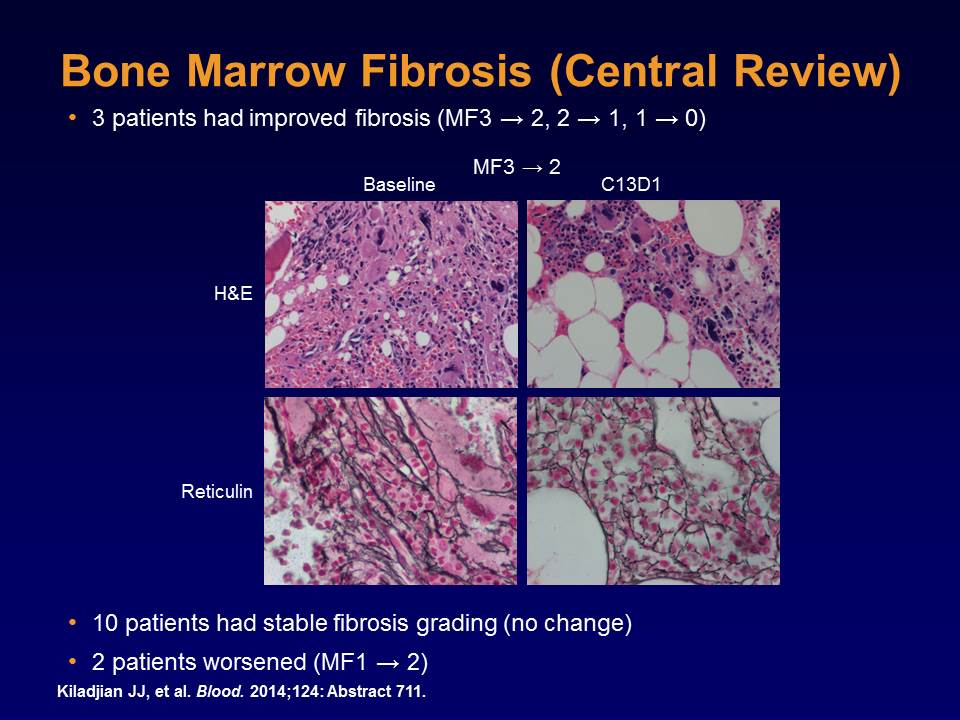 Bone Marrow Fibrosis (Central Review)
• 3 patients had improved fibrosis (MF3 → 2, 2 → 1, 1 → 0)
MF3 → 2
Baseline
C13D1
H&E
Reticulin
• 10 patients had stable fibrosis grading (no change)
• 2 patients worsened (MF1 → 2)
Kiladjian JJ, et al. Blood. 2014;124: Abstract 711.